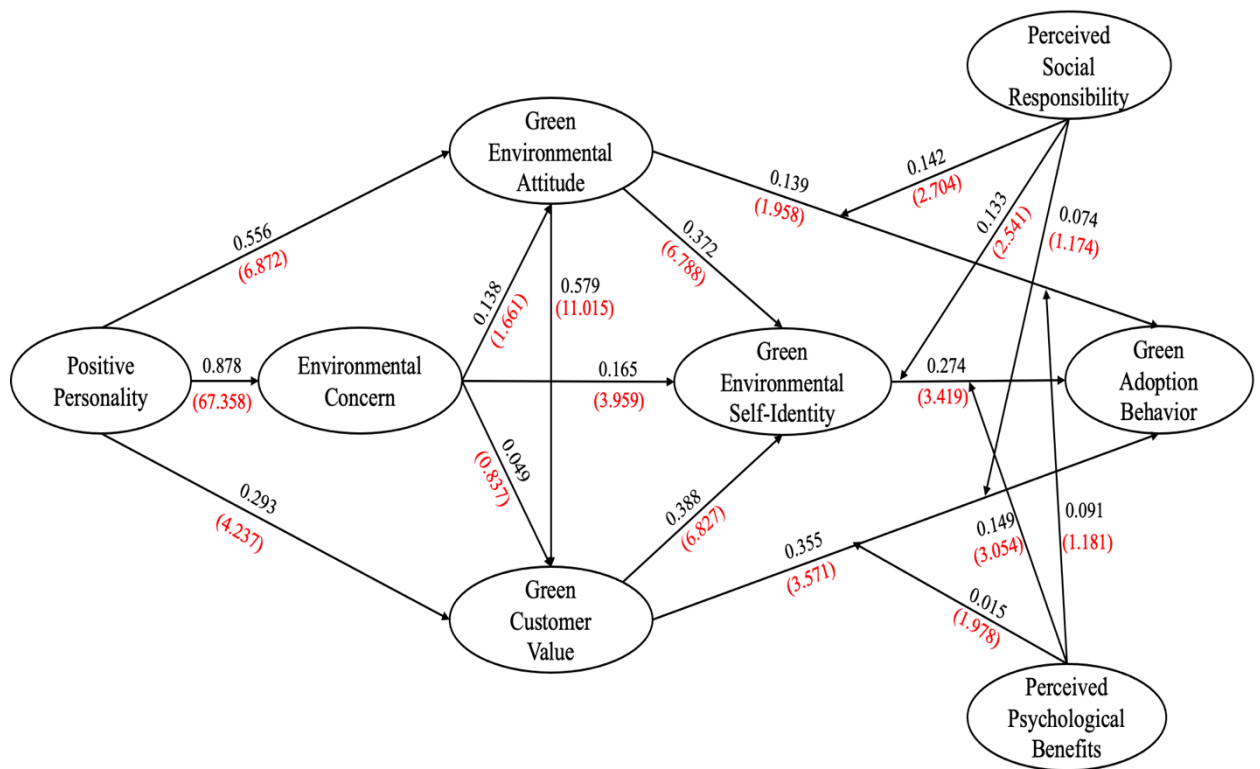 Perceived
Social
Responsibility
Green
Environmental
Attitude
0.142
(2.704)
0.139
(1.958)
0.133
(2.541)
0.074
(1.174)
0.556
(6.872)
0.372
(6.788)
0.138
(1.661)
0.579
(11.015)
Positive
Personality
0.878
(67.358)
Environmental
Concern
0.165
(3.959)
Green
Environmental
Self-Identity
0.274
(3.419)
Green
Adoption
Behavior
0.049
(0.837)
0.293
(4.237)
0.388
(6.827)
0.355
(3.571)
0.149
(3.054)
0.091
(1.181)
Green
Customer
Value
0.015
(1.978)
Perceived
Psychological
Benefits